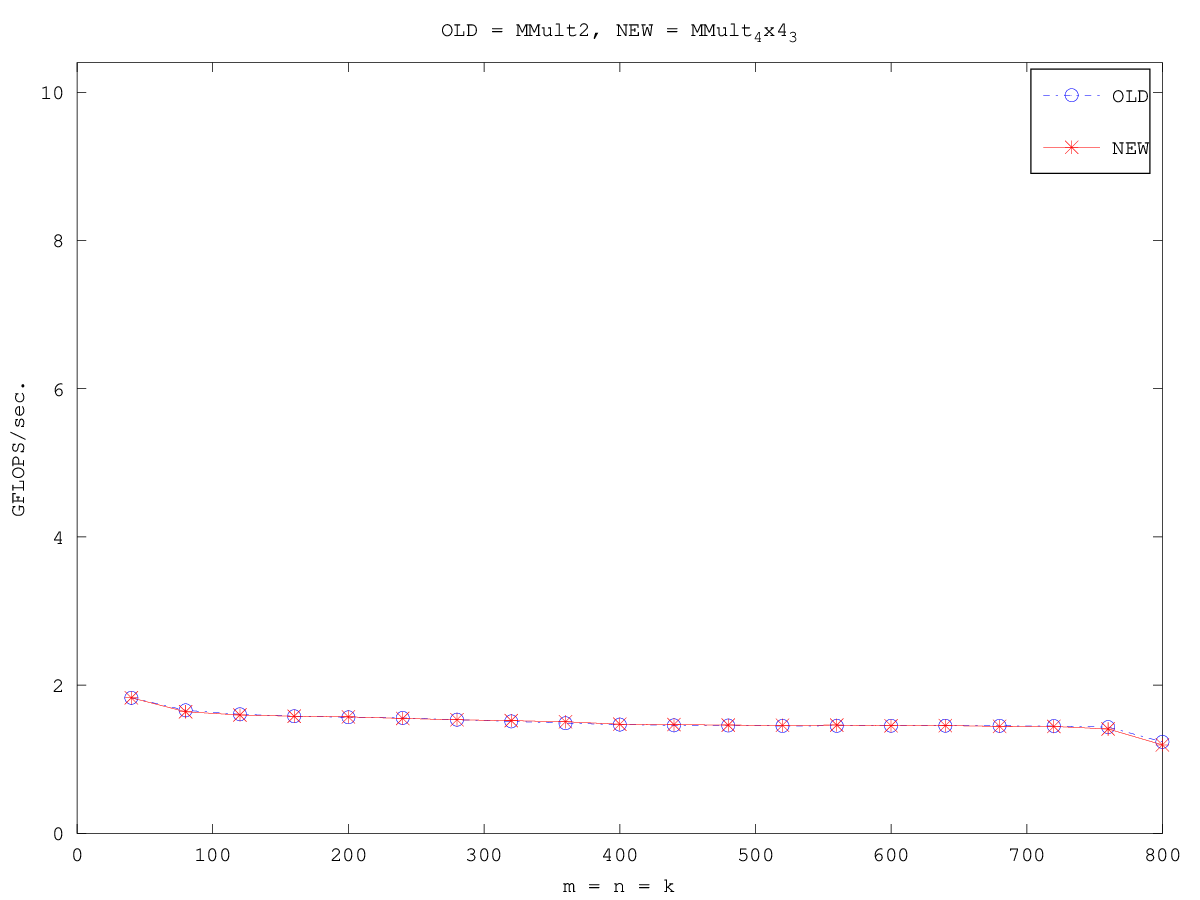 OLD = MMult2, NEW = MMult₄x4₃
OLD
NEW
10
8
6
4
2
0
GFLOPS/sec.
0 100 200 300 400 500 600 700 800
m = n = k